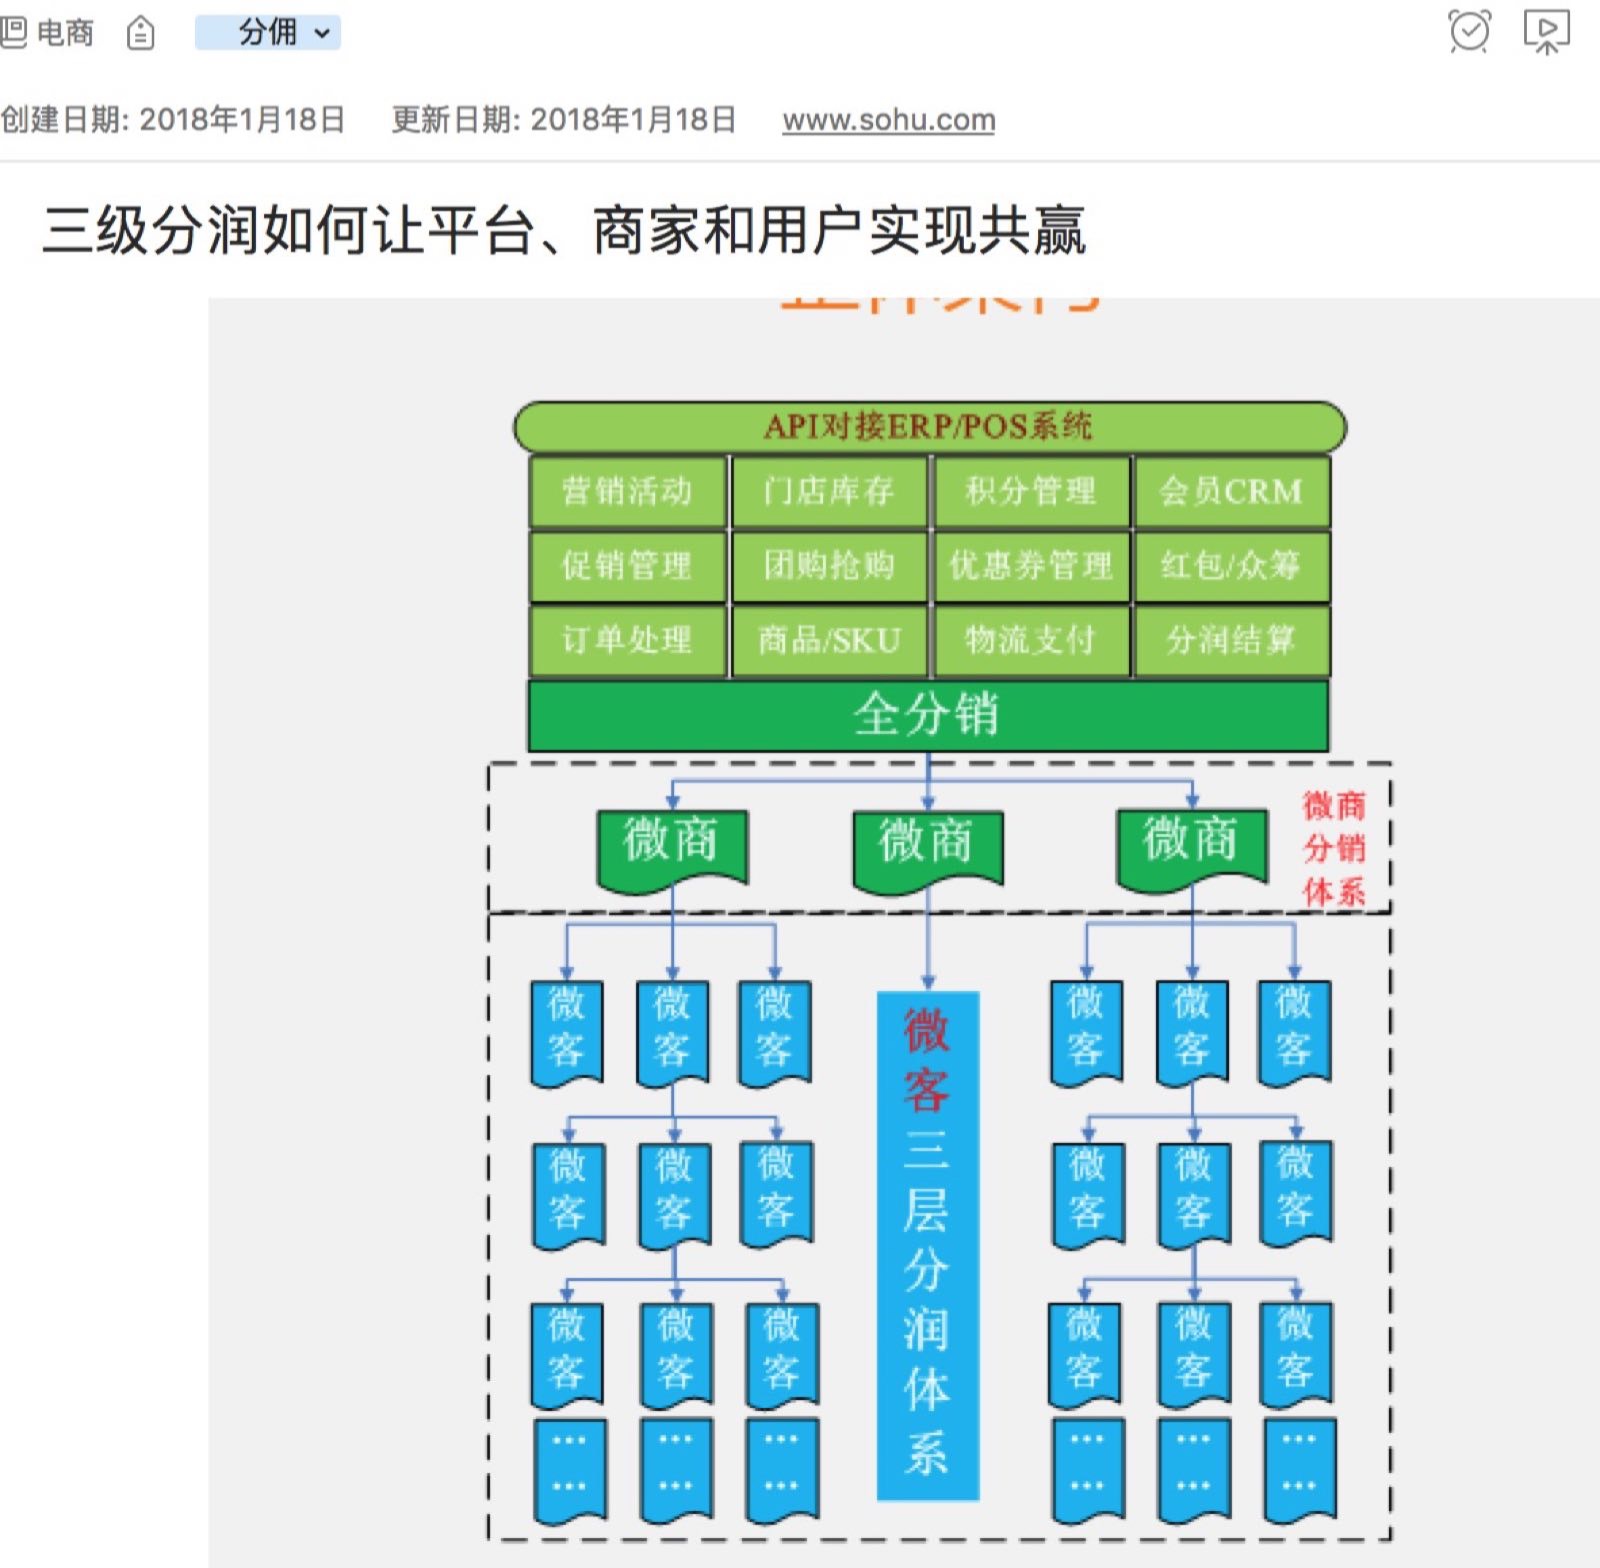 电商 分佣
创建日期: 2018年1月18日 更新日期: 2018年1月18日 www.sohu.com
三级分润如何让平台、商家和用户实现共赢
API对接ERP/POS系统
营销活动 门店库存 积分管理 会员CRM
促销管理 团购抢购 优惠券管理 红包/众筹
订单处理 商品/SKU 物流支付 分润结算
全分销
微商 微商 微商
微商
分销
体系
微客 微客 微客
微客 微客 微客
微客 微客 微客
…… …… ……
微客三层分润体系
微客 微客 微客
微客 微客 微客
微客 微客 微客
…… …… ……